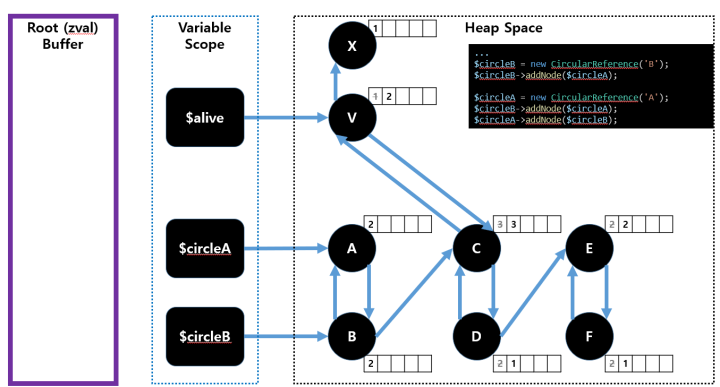 Root (zval)
Buffer
Variable
Scope
Heap Space
X
1
...
$circleB = new CircularReference('B');
$circleB->addNode($circleA);
$circleA = new CircularReference('A');
$circleB->addNode($circleA);
$circleA->addNode($circleB);
$alive
V
1 2
$circleA
A
2
C
3 3
E
2 2
$circleB
B
2
D
2 1
F
2 1